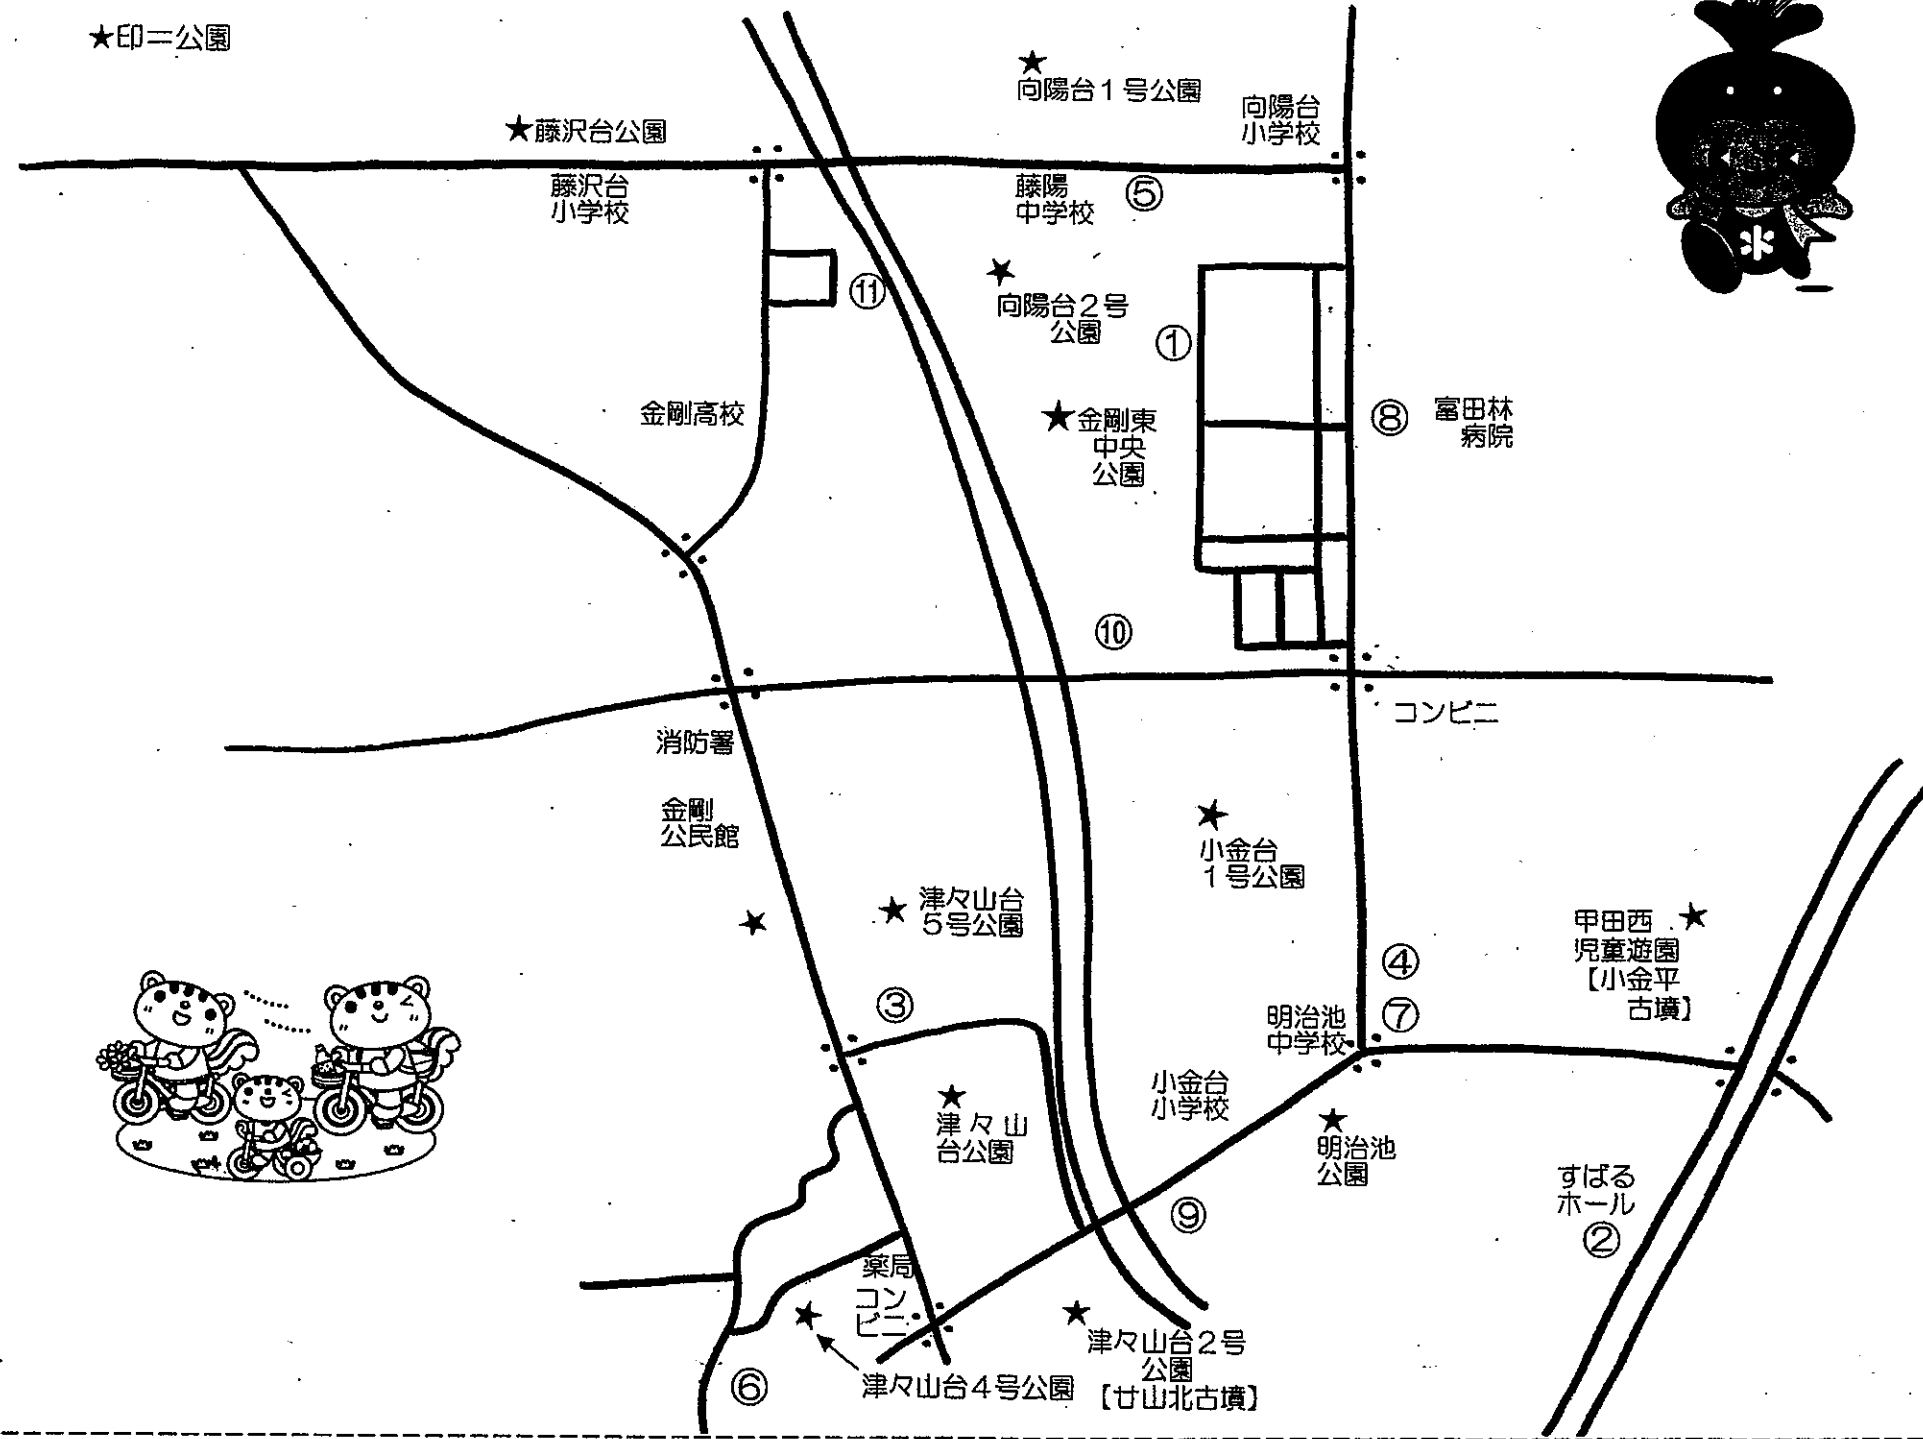 ★印＝公園
★
向陽台１号公園
向陽台
小学校
★藤沢台公園
藤沢台
小学校
藤陽
中学校
⑤
★
向陽台２号
公園
⑪
①
金剛高校
★金剛東
中央
公園
⑧
富田林
病院
⑩
コンビニ
消防署
金剛
公民館
★
小金台
１号公園
★
★津々山台
５号公園
甲田西★
児童遊園
【小金平
古墳】
④
⑦
③
明治池
中学校
小金台
小学校
★
津々山
台公園
★
明治池
公園
すばる
ホール
②
⑨
薬局
コン
ビニ
★
★
津々山台２号
公園
【廿山北古墳】
津々山台４号公園
⑥